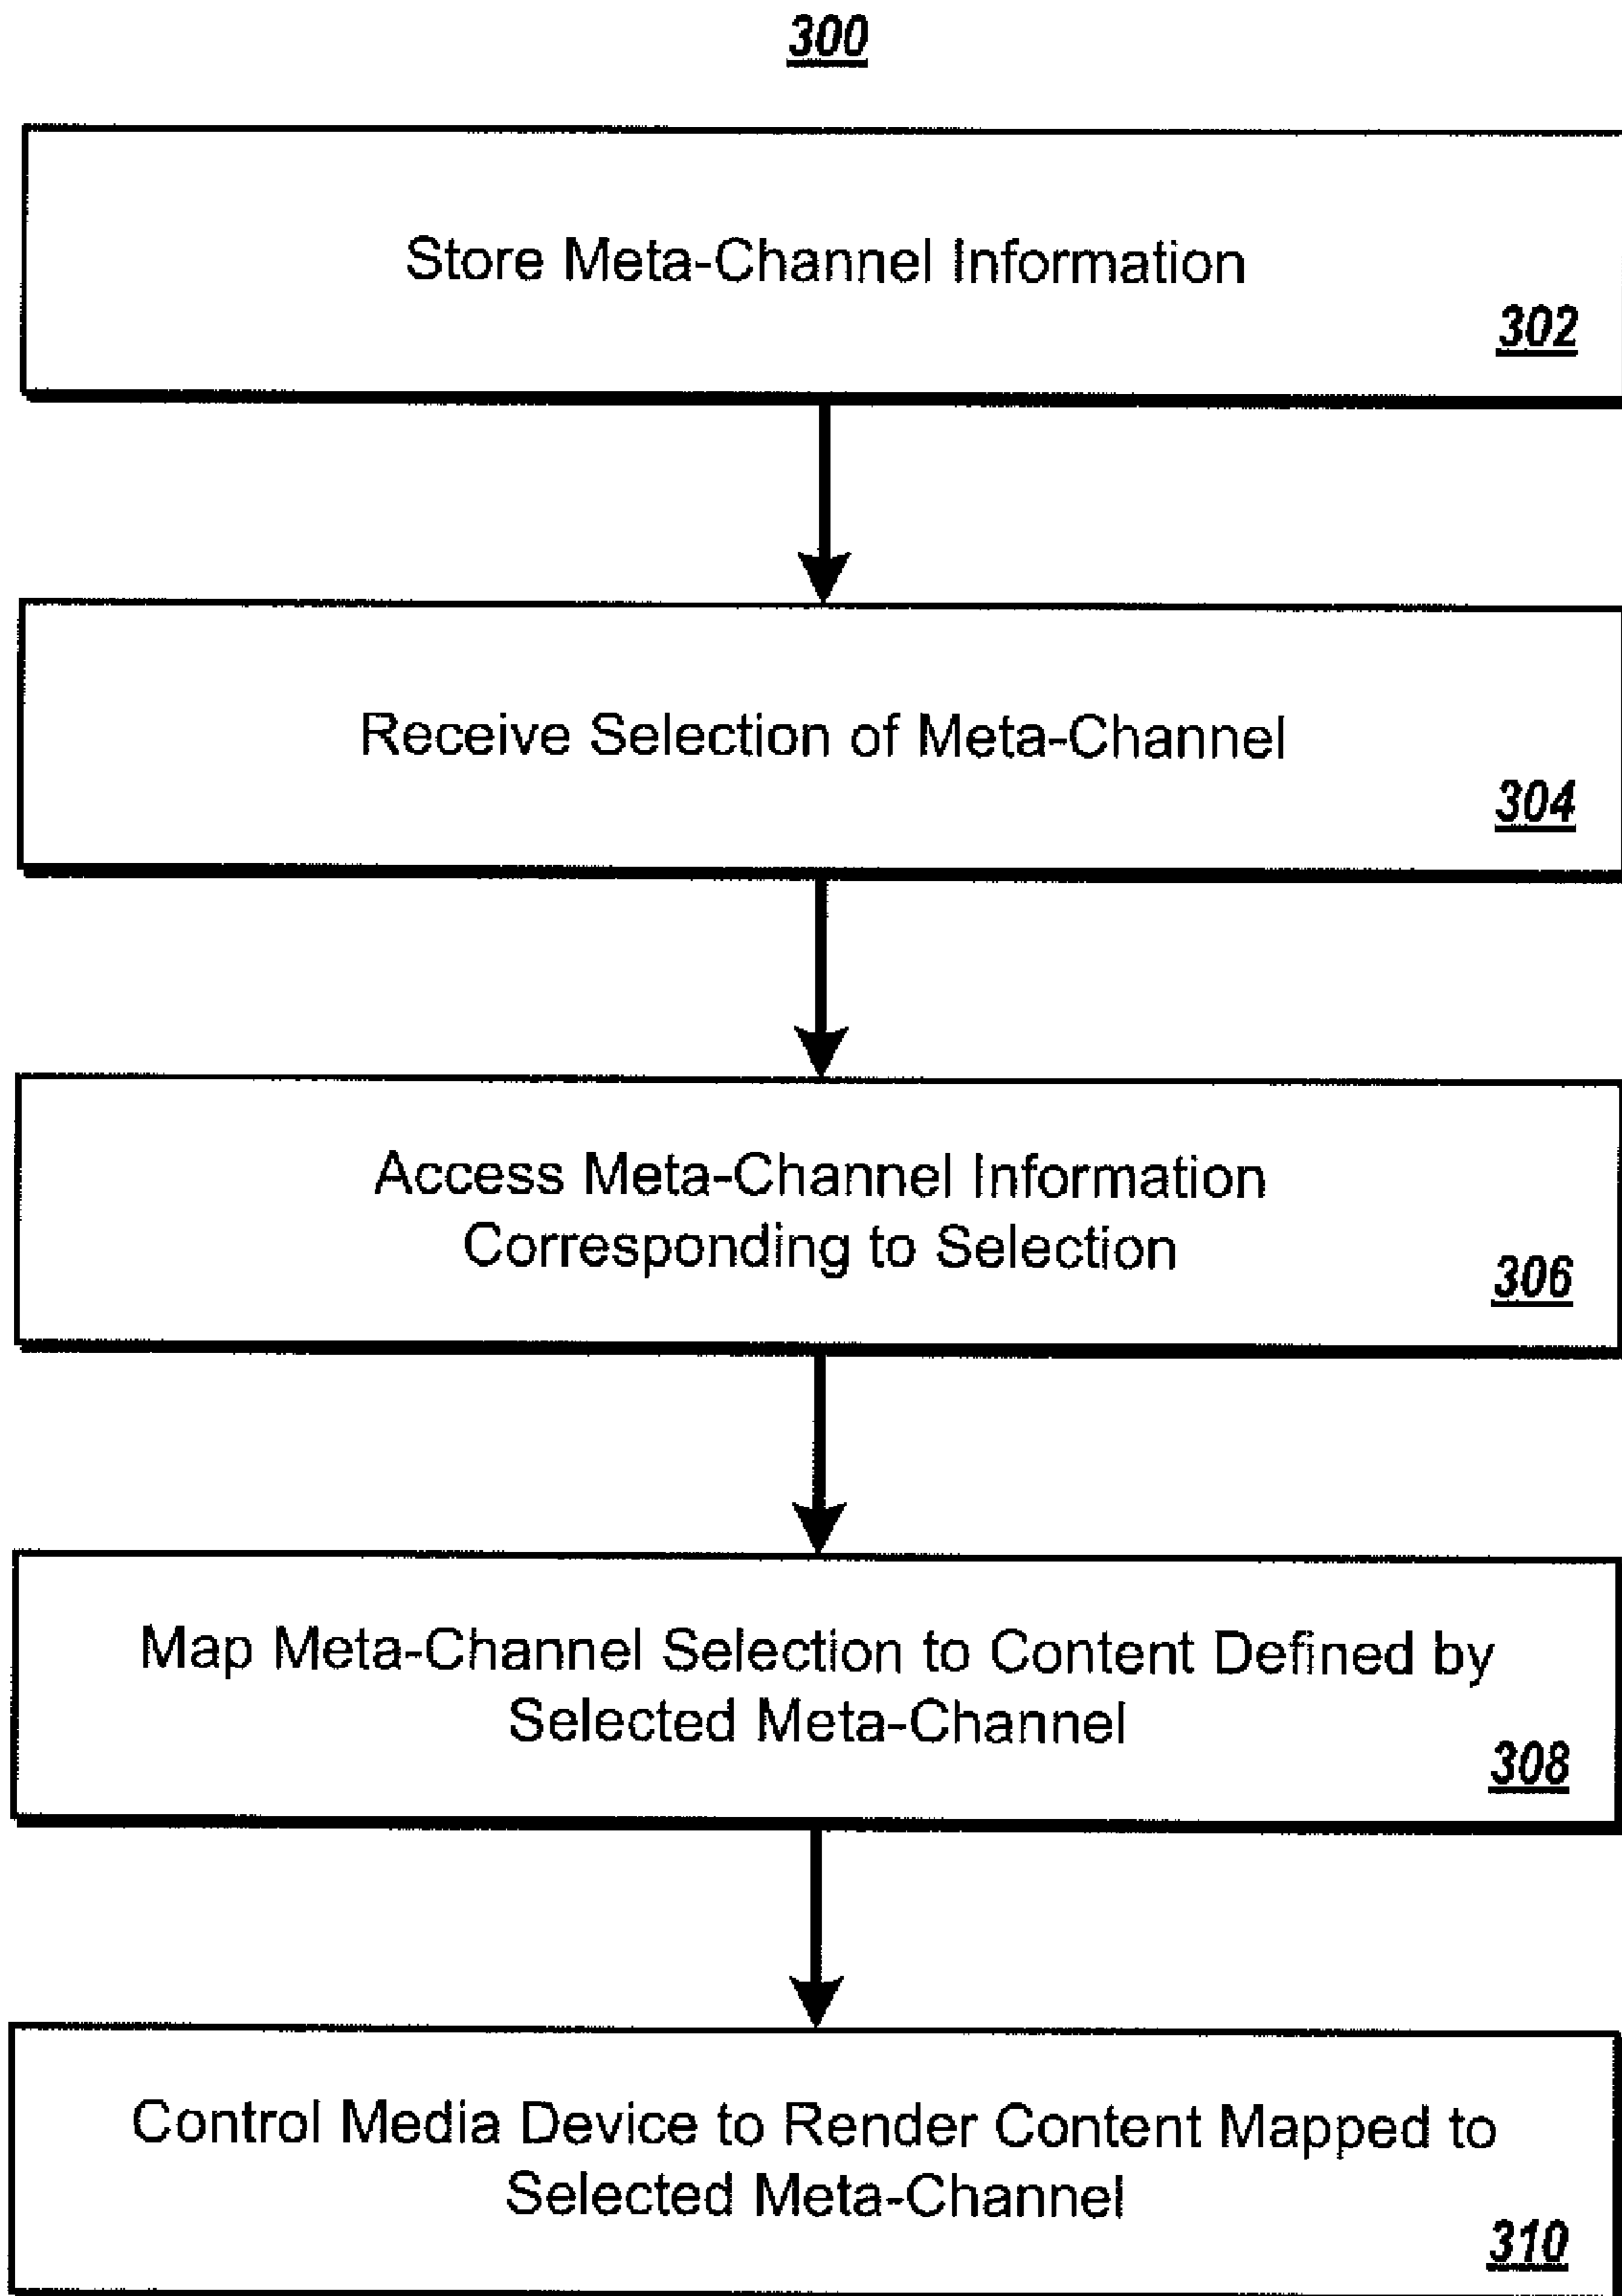 300
Store Meta-Channel Information
302
Receive Selection of Meta-Channel
304
Access Meta-Channel Information
Corresponding to Selection
306
Map Meta-Channel Selection to Content Defined by
Selected Meta-Channel
308
Control Media Device to Render Content Mapped to
Selected Meta-Channel
310